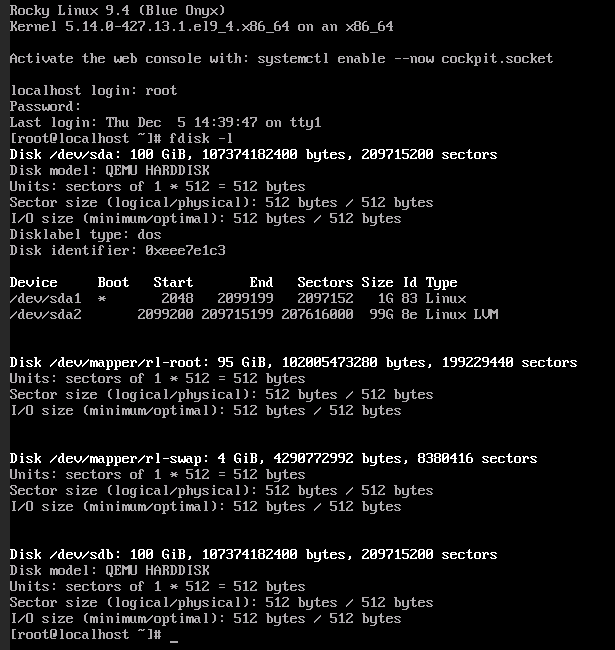 Rocky Linux 9.4 (Blue Onyx)
Kernel 5.14.0-427.13.1.el9_4.x86_64 on an x86_64
Activate the web console with: systemctl enable --now cockpit.socket
localhost login: root
Password:
Last login: Thu Dec  5 14:39:47 on tty1
[root@localhost ~]# fdisk -l
Disk /dev/sda: 100 GiB, 107374182400 bytes, 209715200 sectors
Disk model: QEMU HARDDISK
Units: sectors of 1 * 512 = 512 bytes
Sector size (logical/physical): 512 bytes / 512 bytes
I/O size (minimum/optimal): 512 bytes / 512 bytes
Disklabel type: dos
Disk identifier: 0xeee7e1c3
Device     Boot   Start       End   Sectors Size Id Type
/dev/sda1  *       2048   2099199   2097152   1G 83 Linux
/dev/sda2       2099200 209715199 207616000  99G 8e Linux LVM
Disk /dev/mapper/rl-root: 95 GiB, 102005473280 bytes, 199229440 sectors
Units: sectors of 1 * 512 = 512 bytes
Sector size (logical/physical): 512 bytes / 512 bytes
I/O size (minimum/optimal): 512 bytes / 512 bytes
Disk /dev/mapper/rl-swap: 4 GiB, 4290772992 bytes, 8380416 sectors
Units: sectors of 1 * 512 = 512 bytes
Sector size (logical/physical): 512 bytes / 512 bytes
I/O size (minimum/optimal): 512 bytes / 512 bytes
Disk /dev/sdb: 100 GiB, 107374182400 bytes, 209715200 sectors
Disk model: QEMU HARDDISK
Units: sectors of 1 * 512 = 512 bytes
Sector size (logical/physical): 512 bytes / 512 bytes
I/O size (minimum/optimal): 512 bytes / 512 bytes
[root@localhost ~]# _